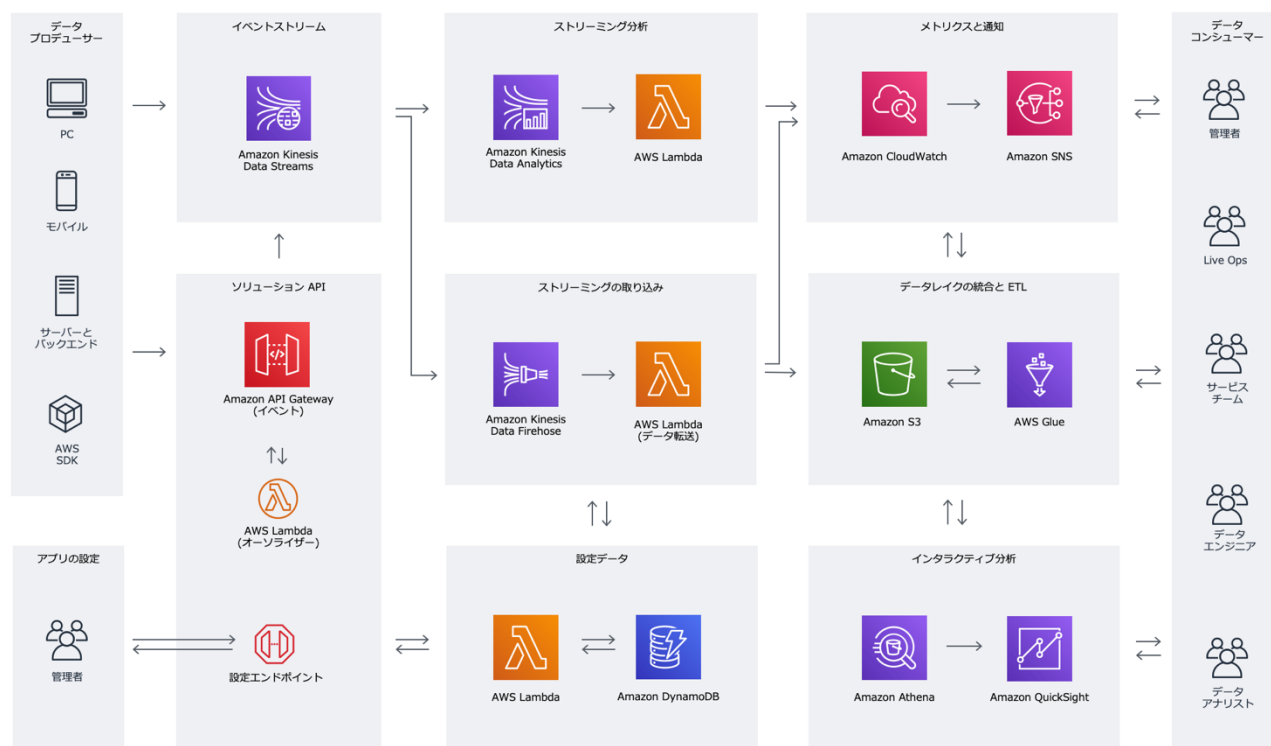 データ
プロデューサー
PC
モバイル
サーバーと
バックエンド
AWS
SDK
アプリの設定
管理者
イベントストリーム
Amazon Kinesis
Data Streams
ソリューション API
Amazon API Gateway
(イベント)
AWS Lambda
(オーソライザー)
設定エンドポイント
ストリーミング分析
Amazon Kinesis
Data Analytics
AWS Lambda
ストリーミングの取り込み
Amazon Kinesis
Data Firehose
AWS Lambda
(データ転送)
設定データ
AWS Lambda
Amazon DynamoDB
メトリクスと通知
Amazon CloudWatch
Amazon SNS
データレイクの統合と ETL
Amazon S3
AWS Glue
インタラクティブ分析
Amazon Athena
Amazon QuickSight
データ
コンシューマー
管理者
Live Ops
サービス
チーム
データ
エンジニア
データ
アナリスト